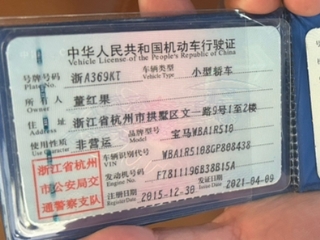 中华人民共和国机动车行驶证
Vehicle License of the People's Republic of China
号牌号码 浙A369KT 车辆类型 小型轿车
Plate No. Vehicle Type
所有人 董红果
Owner
住址 浙江省杭州市拱墅区文一路9号1至2楼
Address
使用性质 非营运 品牌型号 宝马WBA1R510
Use Character Model
浙江省杭州
市公安局交
通警察支队
车辆识别代号 WBA1R5108GP808438
VIN
发动机号码 F7811196B38B15A
Engine No.
注册日期 2015-12-30 发证日期 2021-04-09
Register Date Issue Date